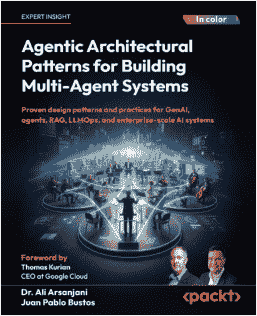 EXPERT INSIGHT
In color
Agentic Architectural
Patterns for Building
Multi-Agent Systems
Proven design patterns and practices for GenAI,
agents, RAG, LLMOps, and enterprise-scale AI systems
Foreword by
Thomas Kurian
CEO at Google Cloud
Dr. Ali Arsanjani
Juan Pablo Bustos
<packt>